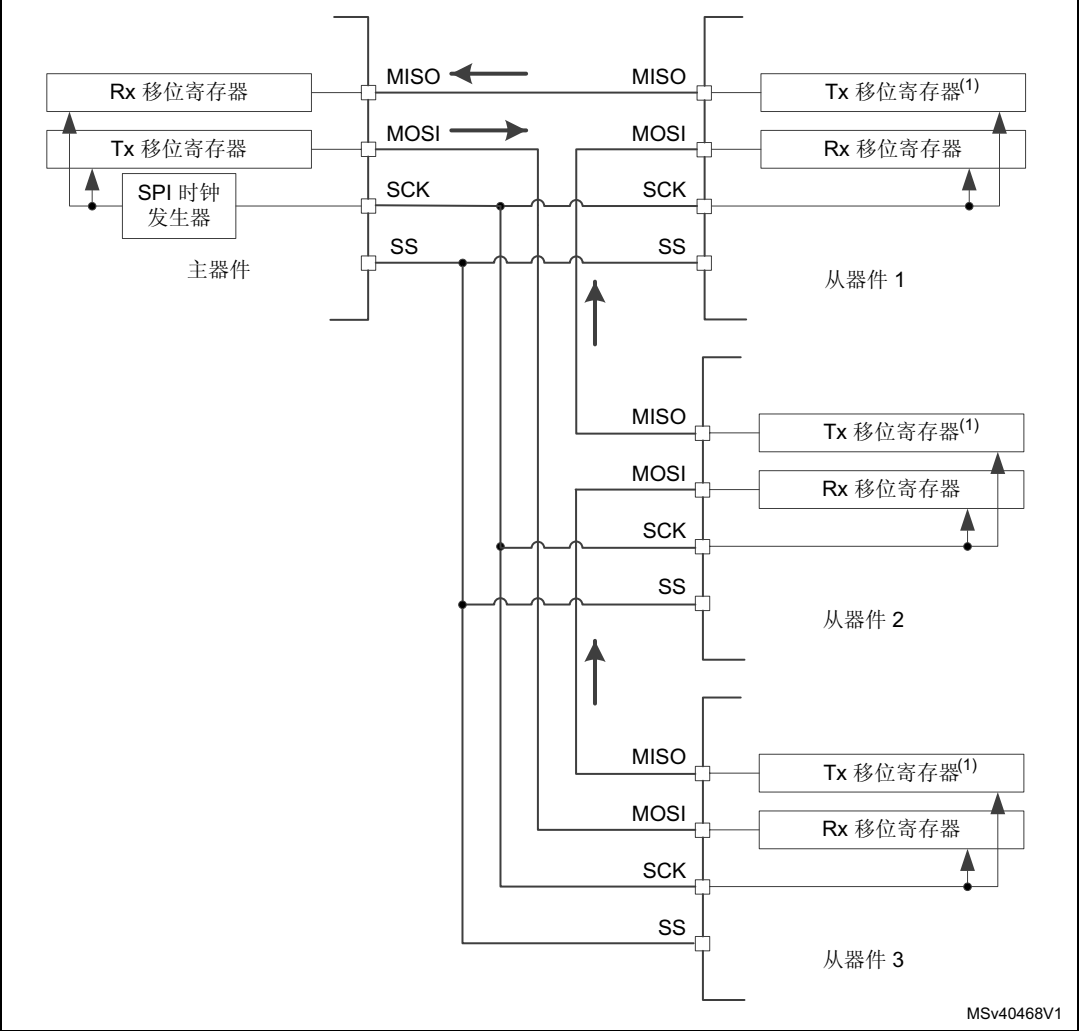 MISO
MISO
Rx 移位寄存器
Tx 移位寄存器(1)
MOSI
MOSI
Tx 移位寄存器
Rx 移位寄存器
SPI 时钟
发生器
SCK
SCK
SS
SS
主器件
从器件 1
MISO
Tx 移位寄存器(1)
MOSI
Rx 移位寄存器
SCK
SS
从器件 2
MISO
Tx 移位寄存器(1)
MOSI
Rx 移位寄存器
SCK
SS
从器件 3
MSv40468V1